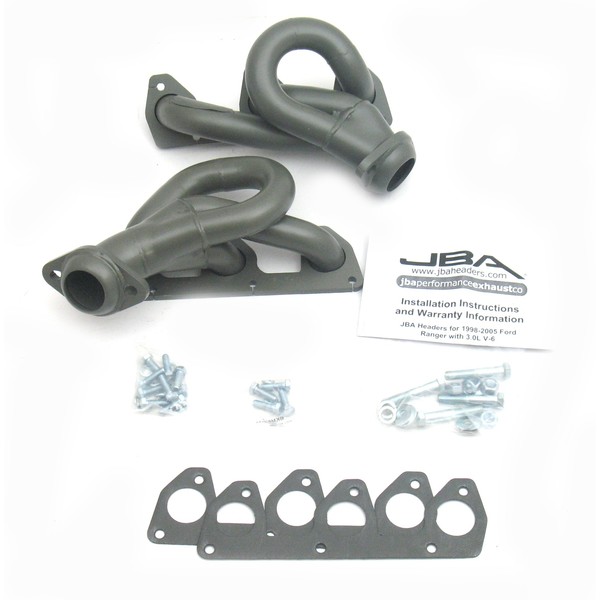 JBA
www.jbaheaders.com
jbaperformanceexhaustco
Installation Instructions
and Warranty Information
JBA Headers for 1998-2005 Ford
Ranger with 3.0L V-6